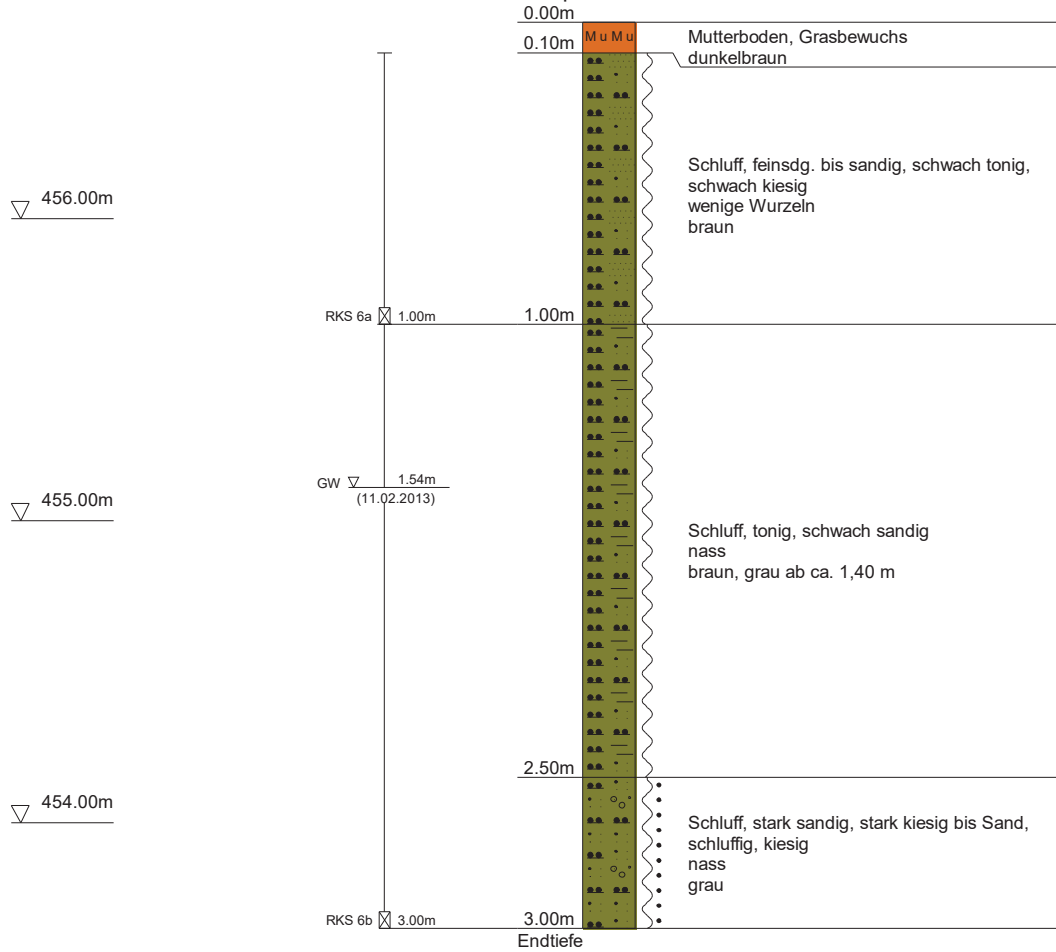 0.00m
Mu Mu
0.10m
Mutterboden, Grasbewuchs
dunkelbraun
Schluff, feinsdg. bis sandig, schwach tonig,
schwach kiesig
wenige Wurzeln
braun
456.00m
RKS 6a 1.00m
1.00m
GW 1.54m
(11.02.2013)
455.00m
Schluff, tonig, schwach sandig
nass
braun, grau ab ca. 1,40 m
2.50m
454.00m
Schluff, stark sandig, stark kiesig bis Sand,
schluffig, kiesig
nass
grau
RKS 6b 3.00m
3.00m
Endtiefe